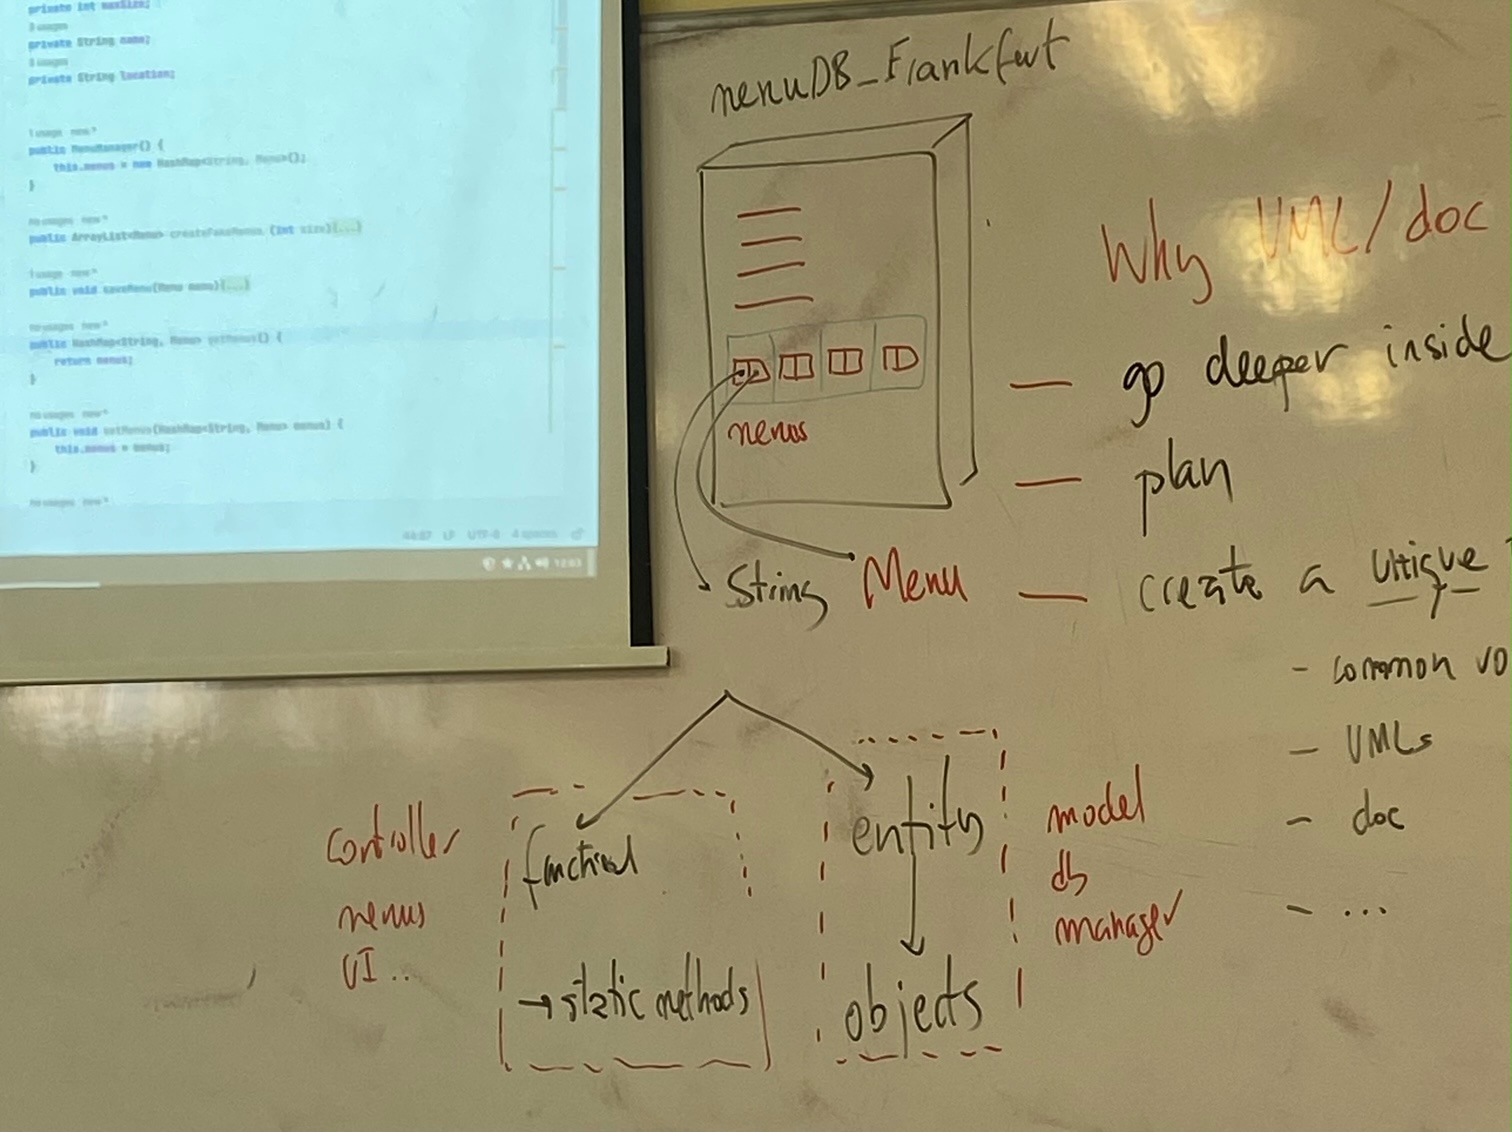 private int maxSize;
3 usages
private String name;
3 usages
private String location;
1 usage new *
public MenuManager() {
this.menus = new HashMap<String, Menu>();
}
no usages new *
public ArrayList<Menu> createFakeMenus (int size){...}
1 usage new *
public void saveMenu(Menu menu){...}
no usages new *
public HashMap<String, Menu> getMenus() {
return menus;
}
no usages new *
public void setMenus(HashMap<String, Menu> menus) {
this.menus = menus;
}
no usages new *
LF UTF-8 4 spaces
menuDB_Frankfurt
menus
String Menu
Why UML/doc
— go deeper inside
— plan
— create a unique
- common vo
- UMLs
- doc
- ...
controller
menus
UI ..
functional
→ static methods
entity
objects
model
db
manager